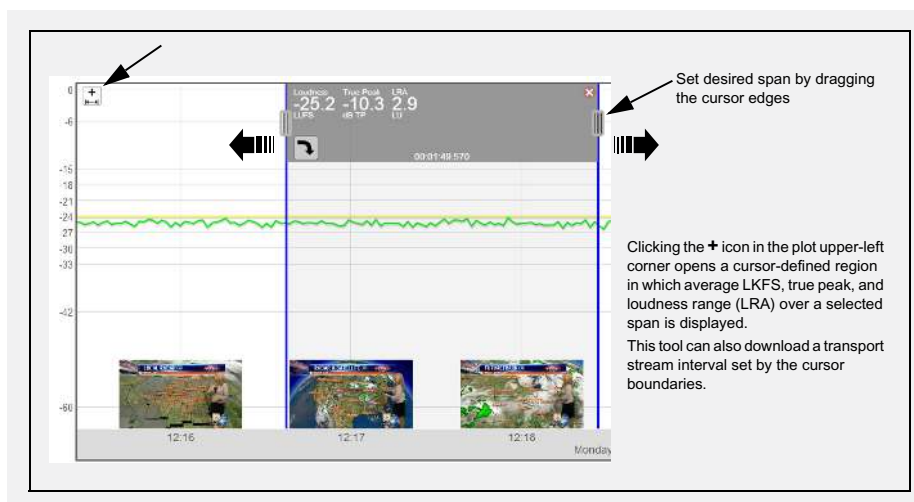 Set desired span by dragging
the cursor edges
0
-6
-15
-18
-21
-24
27
-30
-33
-42
-60
+
Loudness True Peak LRA
-25.2 -10.3 2.9
LUFS dB TP LU
00:01:49.570
Clicking the + icon in the plot upper-left
corner opens a cursor-defined region
in which average LKFS, true peak, and
loudness range (LRA) over a selected
span is displayed.
This tool can also download a transport
stream interval set by the cursor
boundaries.
LOCAL RADAR
RADAR & SATELLITE
12:16 12:17 12:18
Monday